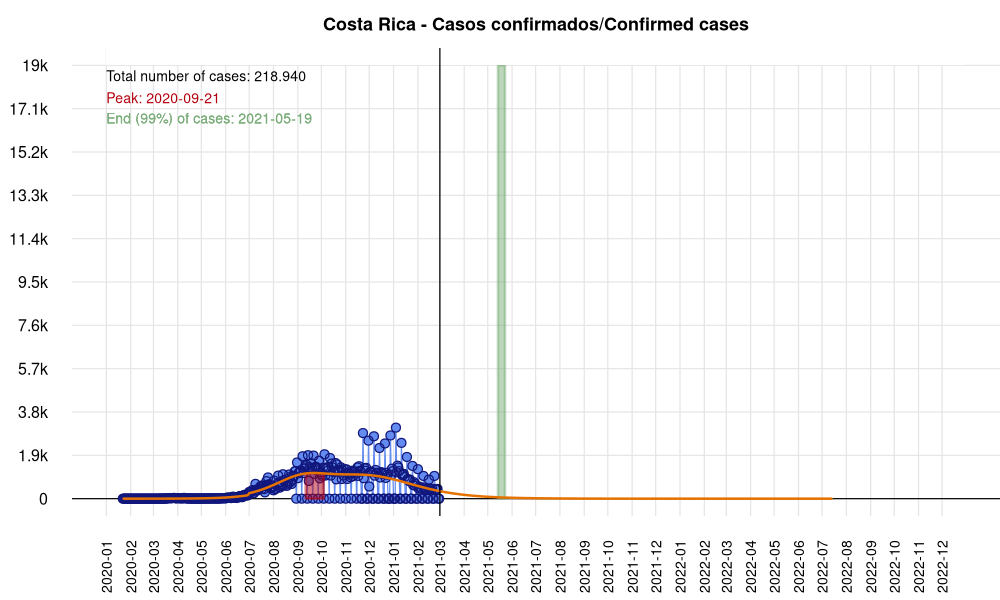 Costa Rica - Casos confirmados/Confirmed cases
19k
Total number of cases: 218.940
Peak: 2020-09-21
17.1k
End (99%) of cases: 2021-05-19
15.2k
13.3k
11.4k
9.5k
7.6k
5.7k
3.8k
1.9k
0
2020-01
2020-02
2020-03
2020-04
2020-05
2020-06
2020-07
2020-08
2020-09
2020-10
2020-11
2020-12
2021-01
2021-02
2021-03
2021-04
2021-05
2021-06
2021-07
2021-08
2021-09
2021-10
2021-11
2021-12
2022-01
2022-02
2022-03
2022-04
2022-05
2022-06
2022-07
2022-08
2022-09
2022-10
2022-11
2022-12